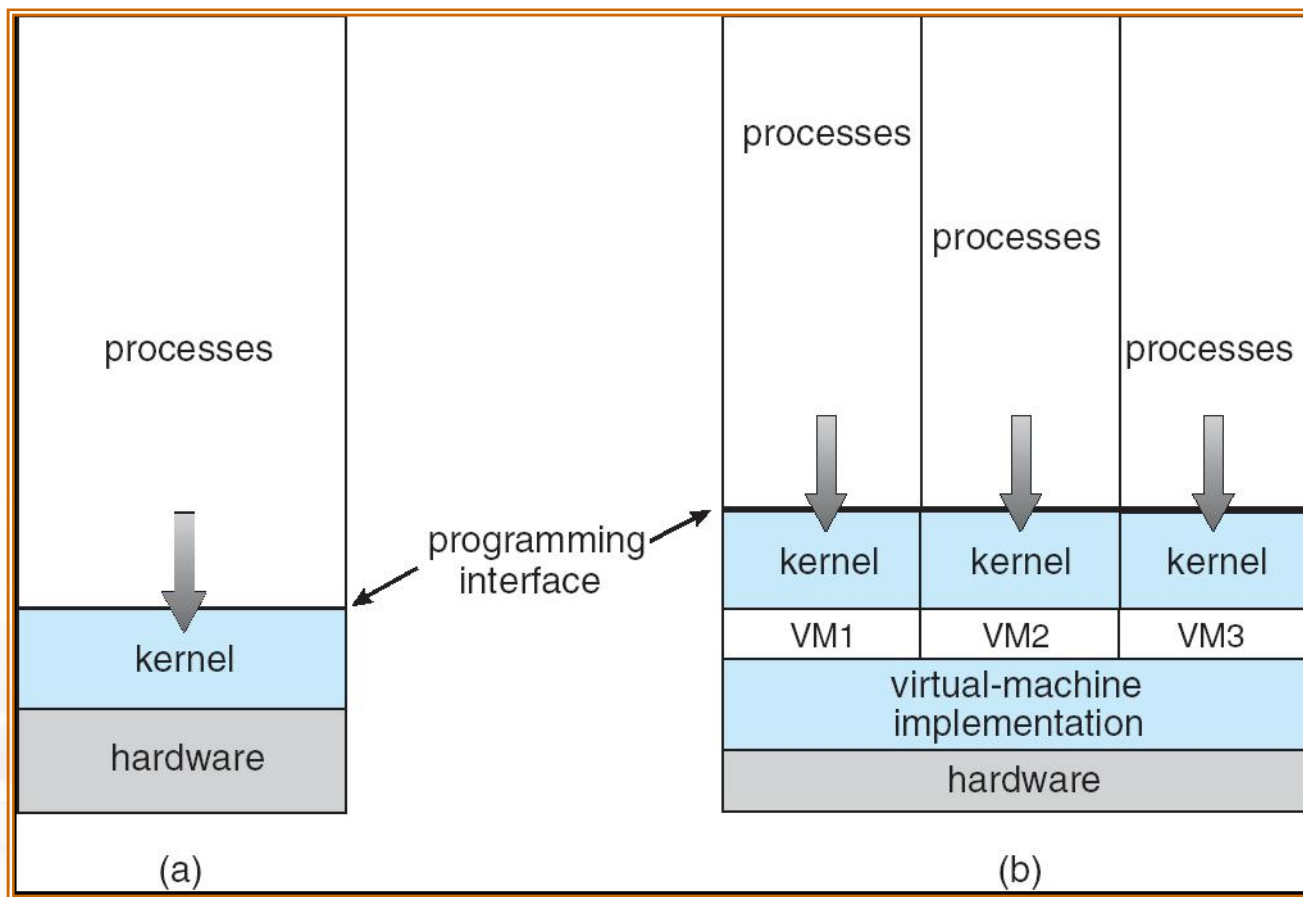 processes
kernel
hardware
(a)
programming
interface
processes
processes
processes
kernel
kernel
kernel
VM1
VM2
VM3
virtual-machine
implementation
hardware
(b)